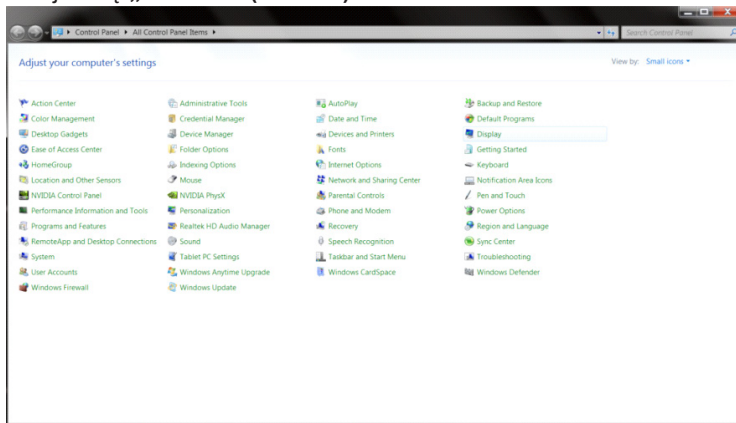 Control Panel ▸ All Control Panel Items ▸ Search Control Panel
Adjust your computer's settings View by: Small icons
Action Center Administrative Tools AutoPlay Backup and Restore
Color Management Credential Manager Date and Time Default Programs
Desktop Gadgets Device Manager Devices and Printers Display
Ease of Access Center Folder Options Fonts Getting Started
HomeGroup Indexing Options Internet Options Keyboard
Location and Other Sensors Mouse Network and Sharing Center Notification Area Icons
NVIDIA Control Panel NVIDIA PhysX Parental Controls Pen and Touch
Performance Information and Tools Personalization Phone and Modem Power Options
Programs and Features Realtek HD Audio Manager Recovery Region and Language
RemoteApp and Desktop Connections Sound Speech Recognition Sync Center
System Tablet PC Settings Taskbar and Start Menu Troubleshooting
User Accounts Windows Anytime Upgrade Windows CardSpace Windows Defender
Windows Firewall Windows Update